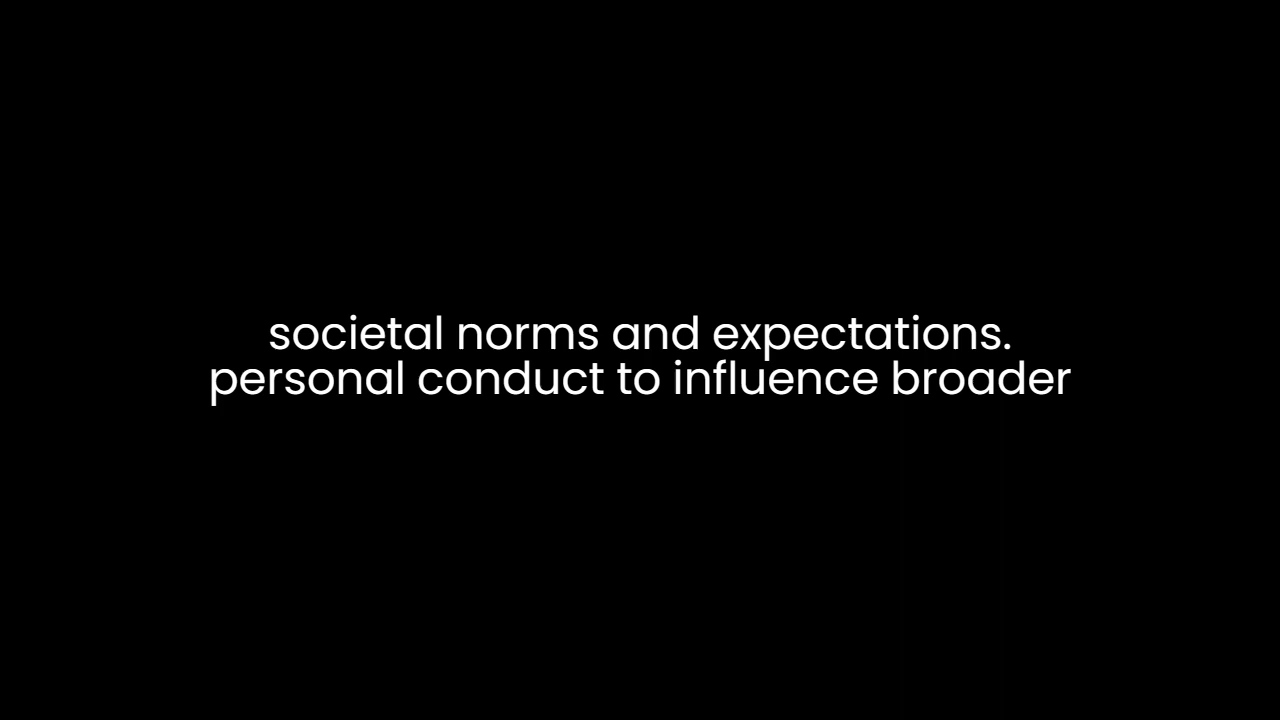 societal norms and expectations.
personal conduct to influence broader